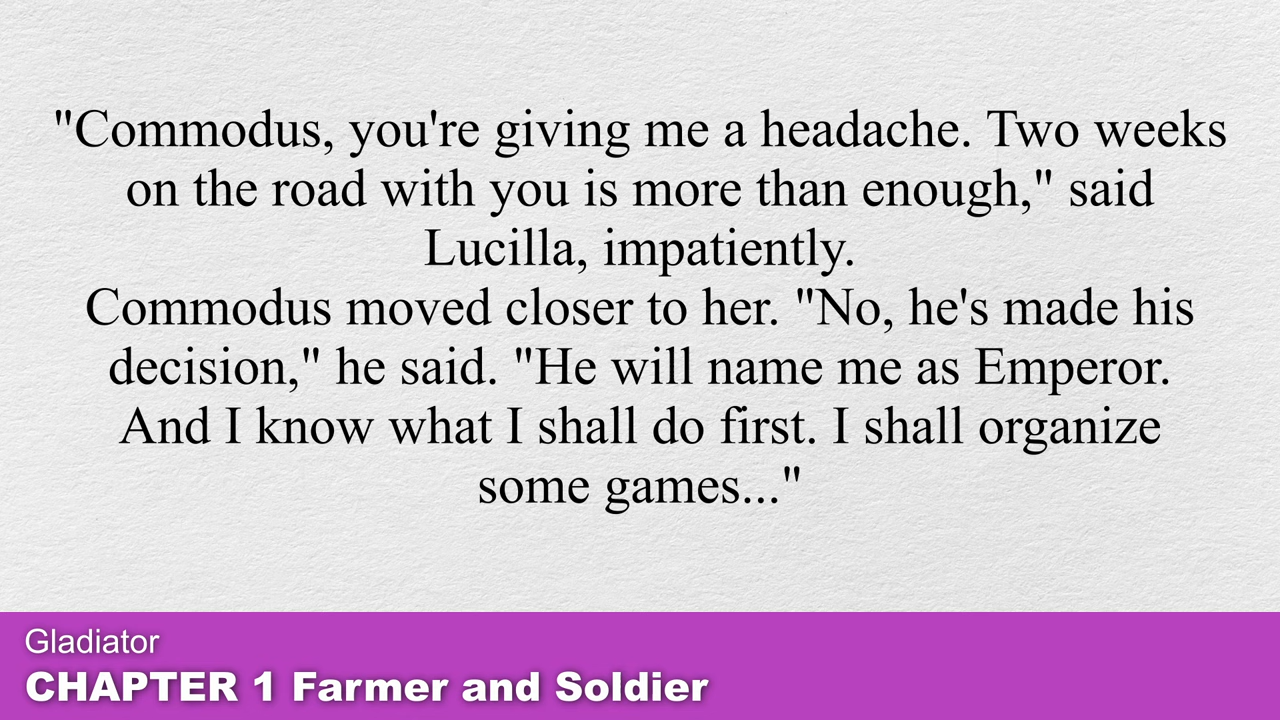 "Commodus, you're giving me a headache. Two weeks
on the road with you is more than enough," said
Lucilla, impatiently.
Commodus moved closer to her. "No, he's made his
decision," he said. "He will name me as Emperor.
And I know what I shall do first. I shall organize
some games..."
Gladiator
CHAPTER 1 Farmer and Soldier